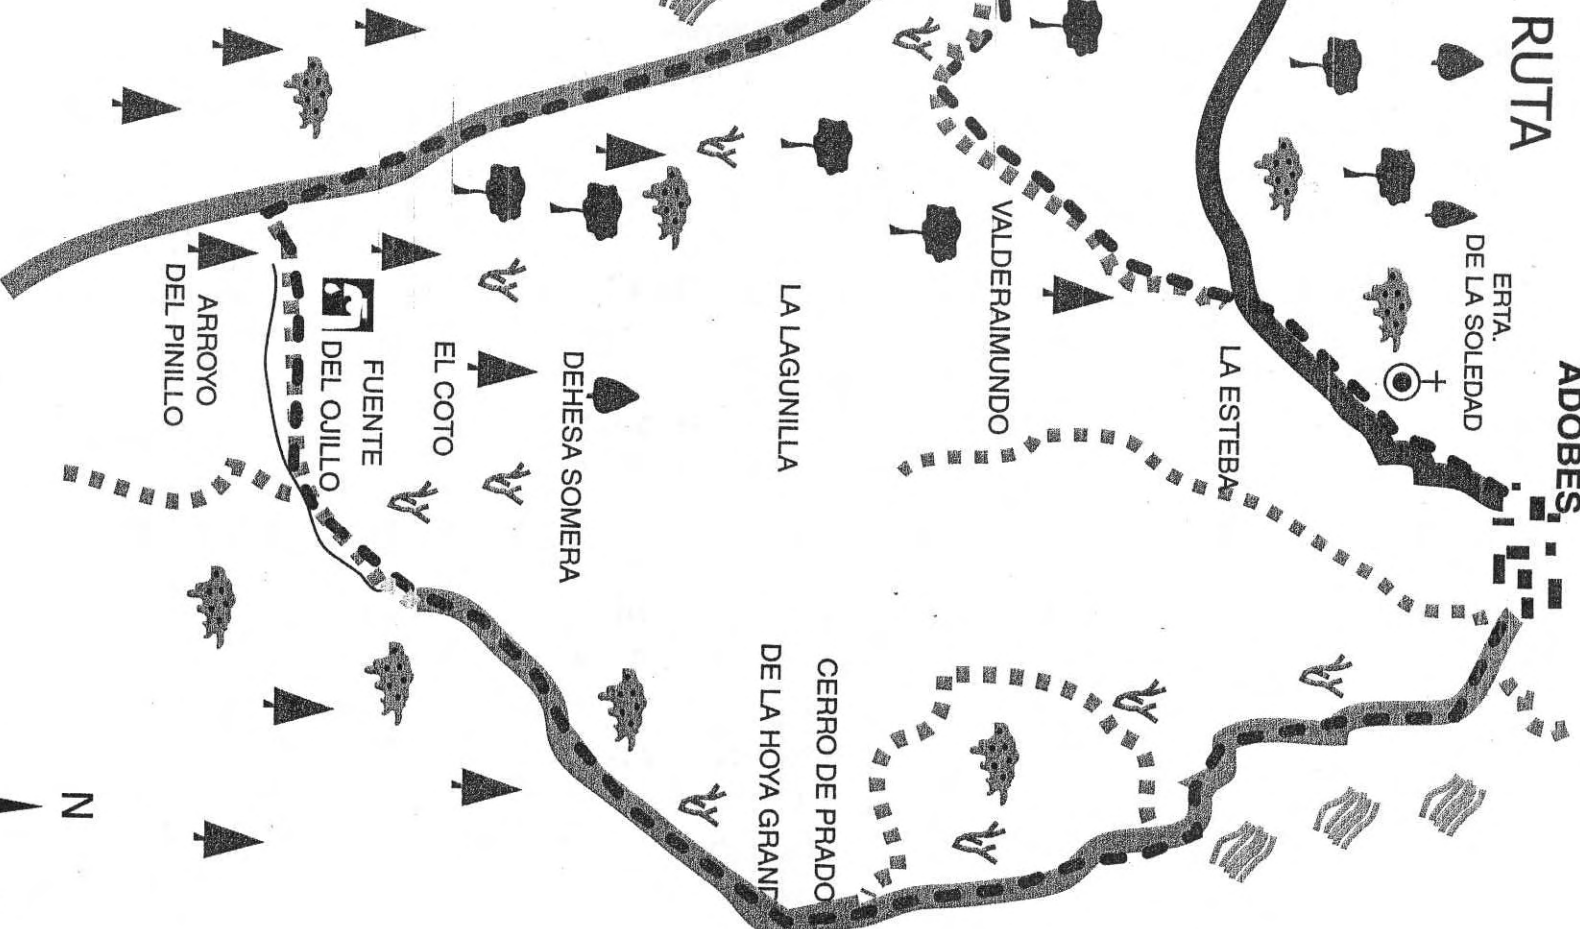 ADOBES
RUTA
ERTA.
DE LA SOLEDAD
LA ESTEBA
VALDERAIMUNDO
CERRO DE PRADO
DE LA HOYA GRAND
LA LAGUNILLA
DEHESA SOMERA
EL COTO
FUENTE
DEL OJILLO
ARROYO
DEL PINILLO
N